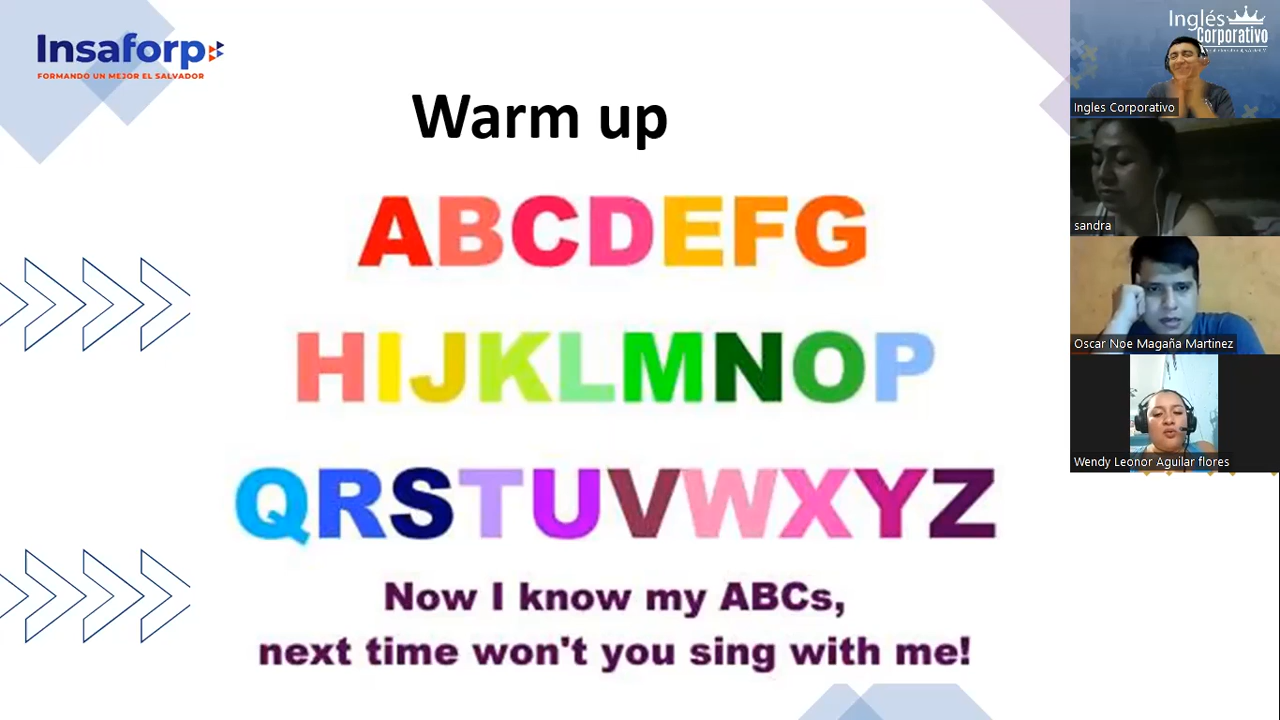 Insaforp
FORMANDO UN MEJOR EL SALVADOR
Warm up
ABCDEFG
HIJKLMNOP
QRSTUVWXYZ
Now I know my ABCs,
next time won't you sing with me!
Inglés
Corporativo
Ingles Corporativo
sandra
Oscar Noe Magaña Martinez
Wendy Leonor Aguilar flores